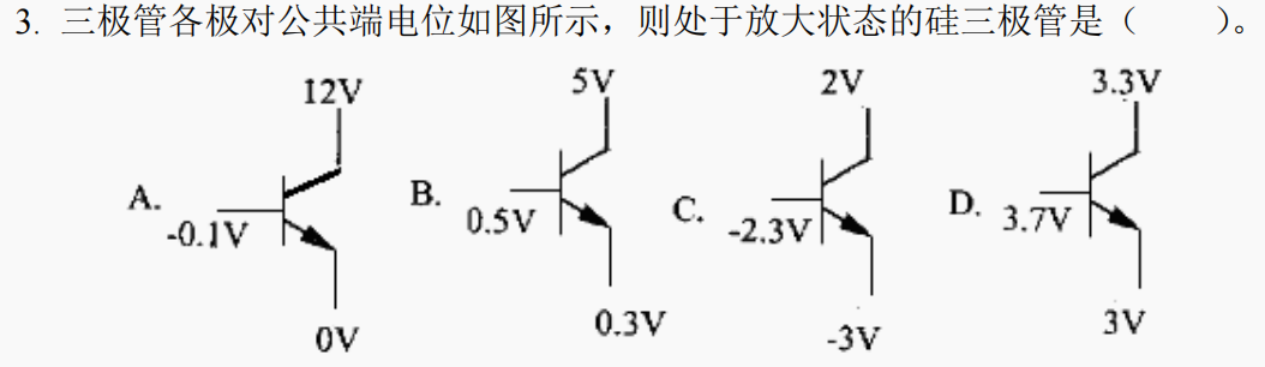 3. 三极管各极对公共端电位如图所示，则处于放大状态的硅三极管是（　　）。
12V 5V 2V 3.3V
A. B. C. D.
-0.1V 0.5V -2.3V 3.7V
0V 0.3V -3V 3V